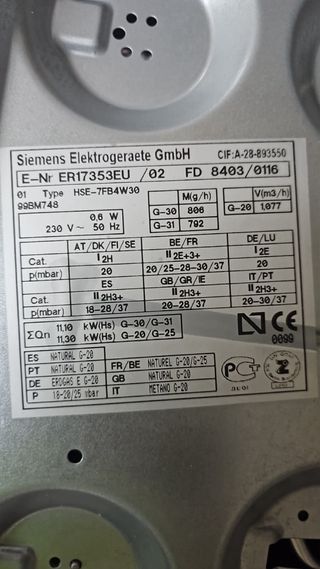 Siemens Elektrogeraete GmbH CIF:A-28-893550
E-Nr ER17353EU /02 FD 8403/0116
01 Type HSE-7FB4W30
99BM748 M(g/h) V(m3/h)
0,6 W G-30 806 G-20 1,077
230 V ~ 50 Hz G-31 792
AT/DK/FI/SE BE/FR DE/LU
Cat. I2H II2E+3+ I2E
p(mbar) 20 20/25-28-30/37 20
ES GB/GR/IE IT/PT
Cat. II2H3+ II2H3+ II2H3+
p(mbar) 18-28/37 20-28/37 20-30/37
ΣQn 11,10 kW(Hs) G-30/G-31
11,30 kW(Hs) G-20/G-25
CE
0099
ES NATURAL G-20 FR/BE NATUREL G-20/G-25
PT NATURAL G-20 GB NATURAL G-20
DE ERDGAS E G-20 IT METANO G-20
P 18-20/25 mbar